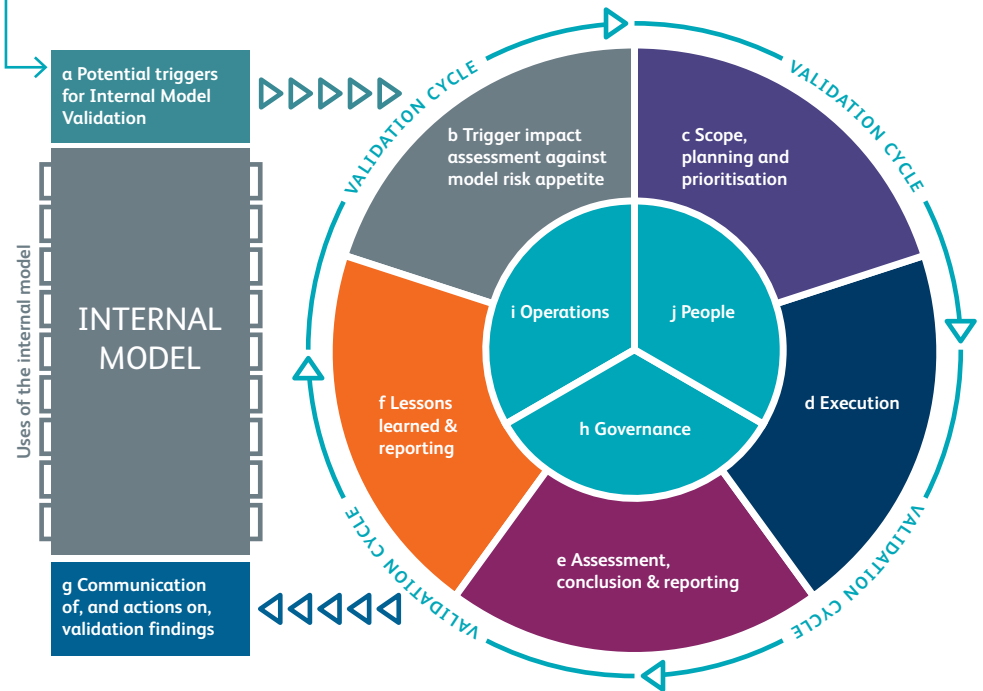 a Potential triggers
for Internal Model
Validation
Uses of the internal model
INTERNAL
MODEL
g Communication
of, and actions on,
validation findings
VALIDATION CYCLE
VALIDATION CYCLE
VALIDATION CYCLE
VALIDATION CYCLE
b Trigger impact
assessment against
model risk appetite
c Scope,
planning and
prioritisation
d Execution
e Assessment,
conclusion & reporting
f Lessons
learned &
reporting
i Operations
j People
h Governance